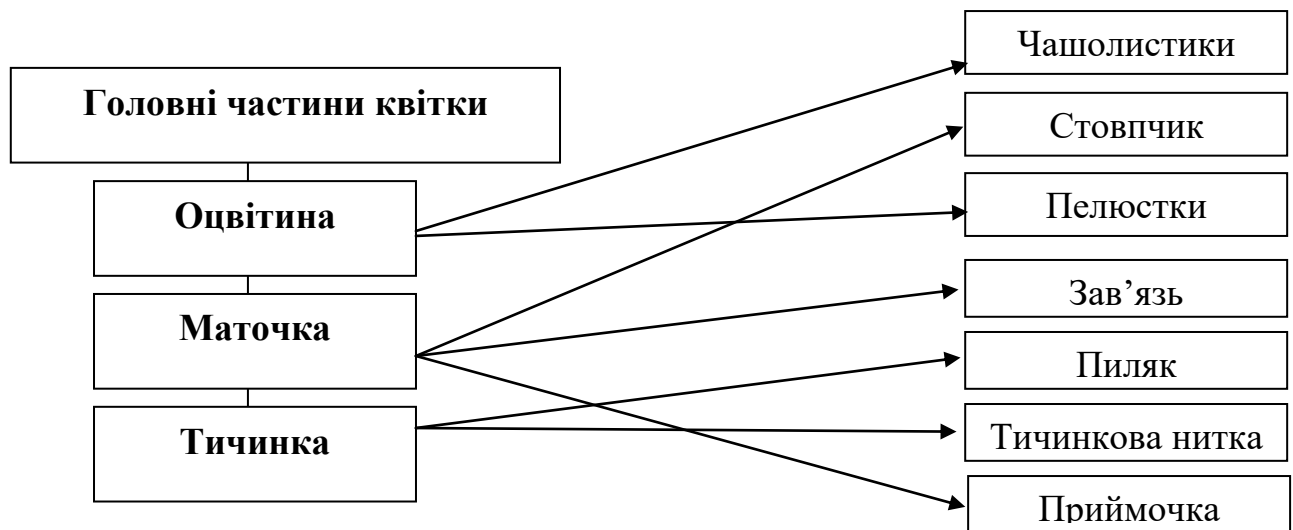 Головні частини квітки
Оцвітина
Маточка
Тичинка
Чашолистики
Стовпчик
Пелюстки
Зав’язь
Пиляк
Тичинкова нитка
Приймочка